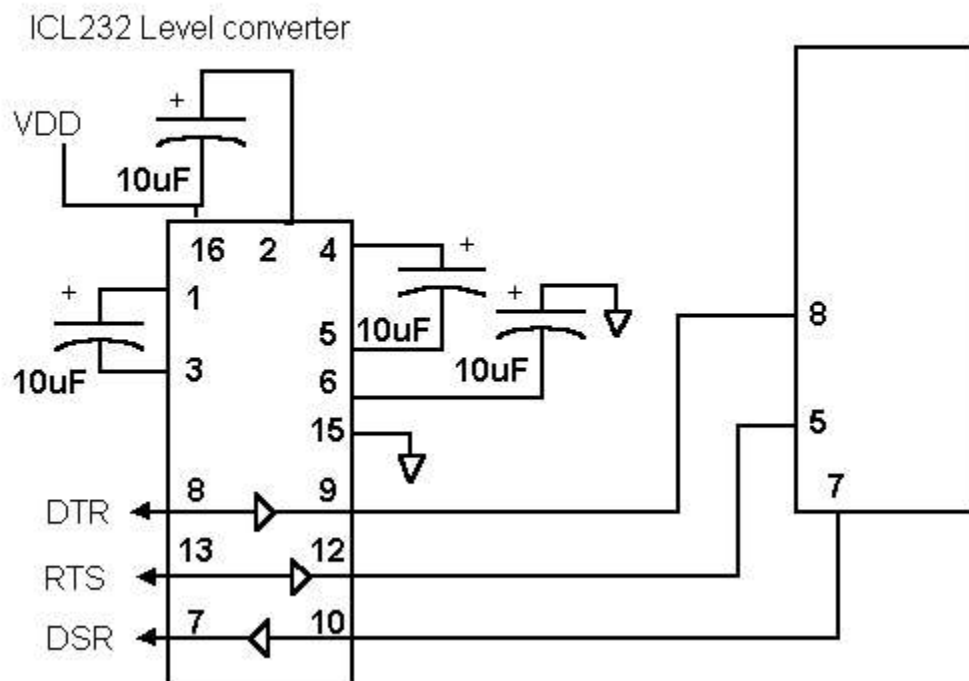 ICL232 Level converter
+
VDD
10uF
16 2 4
+
+
+
1
8
10uF
5
10uF
3
10uF
6
5
15
7
8 9
DTR
13 12
RTS
7 10
DSR